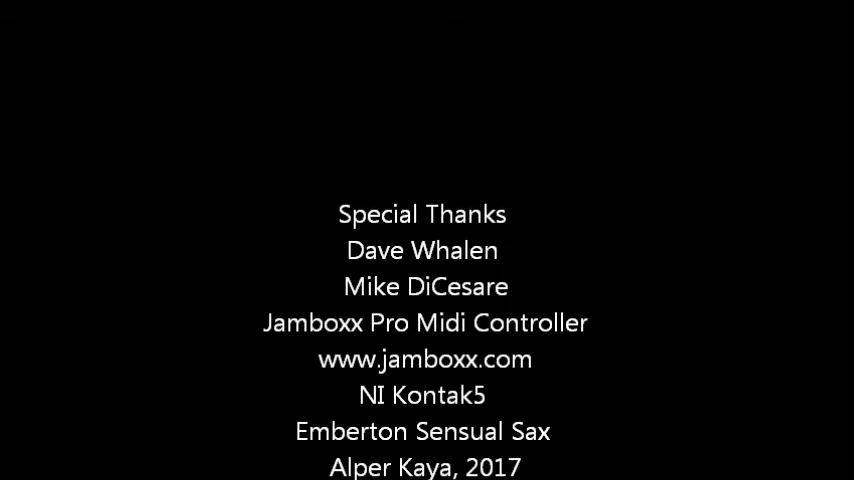 Special Thanks
Dave Whalen
Mike DiCesare
Jamboxx Pro Midi Controller
www.jamboxx.com
NI Kontak5
Emberton Sensual Sax
Alper Kaya, 2017